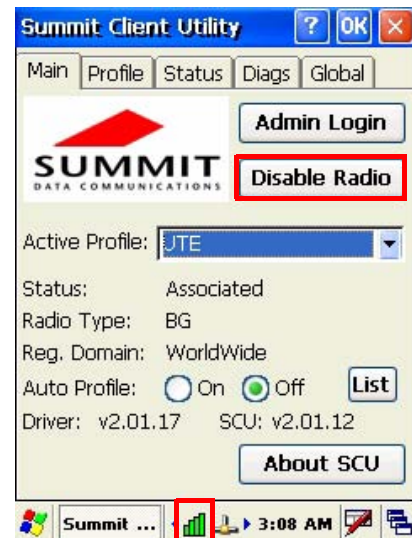 Summit Client Utility ? OK ×
Main Profile Status Diags Global
SUMMIT
DATA COMMUNICATIONS
Admin Login
Disable Radio
Active Profile: JTE
Status: Associated
Radio Type: BG
Reg. Domain: WorldWide
Auto Profile: On Off List
Driver: v2.01.17 SCU: v2.01.12
About SCU
Summit ... 3:08 AM